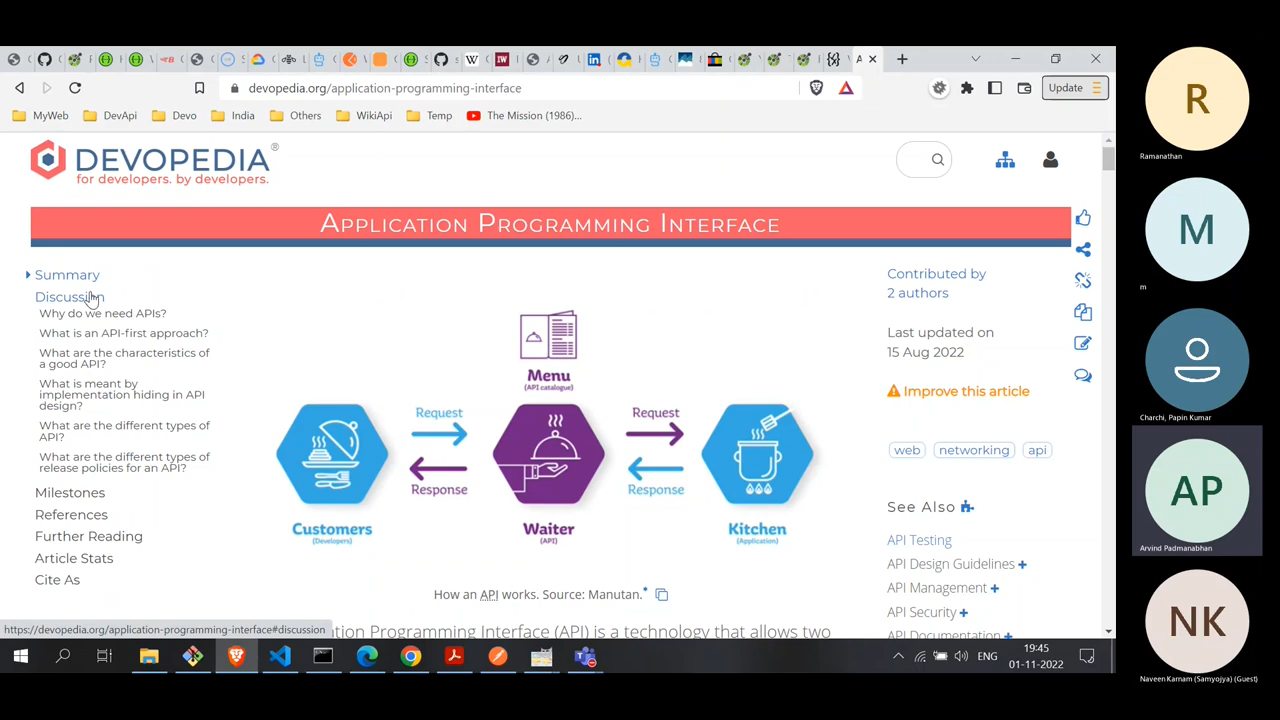 A
devopedia.org/application-programming-interface
Update
MyWeb
DevApi
Devo
India
Others
WikiApi
Temp
The Mission (1986)...
DEVOPEDIA®
for developers. by developers.
APPLICATION PROGRAMMING INTERFACE
Summary
Discussion
Why do we need APIs?
What is an API-first approach?
What are the characteristics of
a good API?
What is meant by
implementation hiding in API
design?
What are the different types of
API?
What are the different types of
release policies for an API?
Milestones
References
Further Reading
Article Stats
Cite As
Menu
(API catalogue)
Request
Response
Request
Response
Customers
(Developers)
Waiter
(API)
Kitchen
(Application)
How an API works. Source: Manutan.*
Programming Interface (API) is a technology that allows two
Contributed by
2 authors
Last updated on
15 Aug 2022
Improve this article
web
networking
api
See Also
API Testing
API Design Guidelines +
API Management +
API Security +
API Documentation +
https://devopedia.org/application-programming-interface#discussion
ENG
19:45
01-11-2022
R
Ramanathan
M
m
Charchi, Papin Kumar
AP
Arvind Padmanabhan
NK
Naveen Karnam (Samyojya) (Guest)